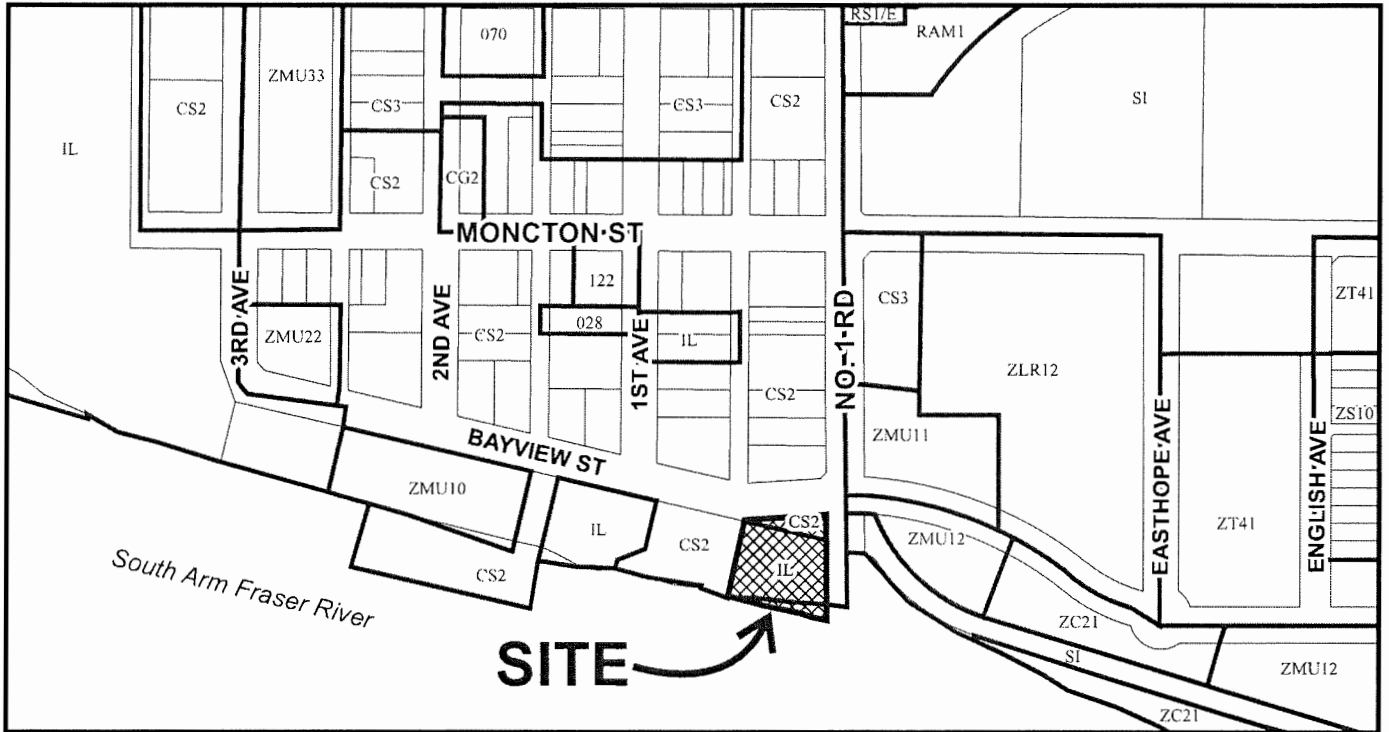 RS1/E
RAM1
070
ZMU33
CS2
CS3
CS3
CS2
SI
IL
CS2
CG2
MONCTON ST
122
028
IL
CS2
3RD AVE
2ND AVE
1ST AVE
NO. 1 RD
CS3
ZLR12
ZT41
ZMU22
CS2
ZMU11
ZS10
EASTHOPE AVE
ENGLISH AVE
ZT41
BAYVIEW ST
ZMU10
IL
CS2
CS2
IL
ZMU12
CS2
South Arm Fraser River
SITE
ZC21
SI
ZMU12
ZC21